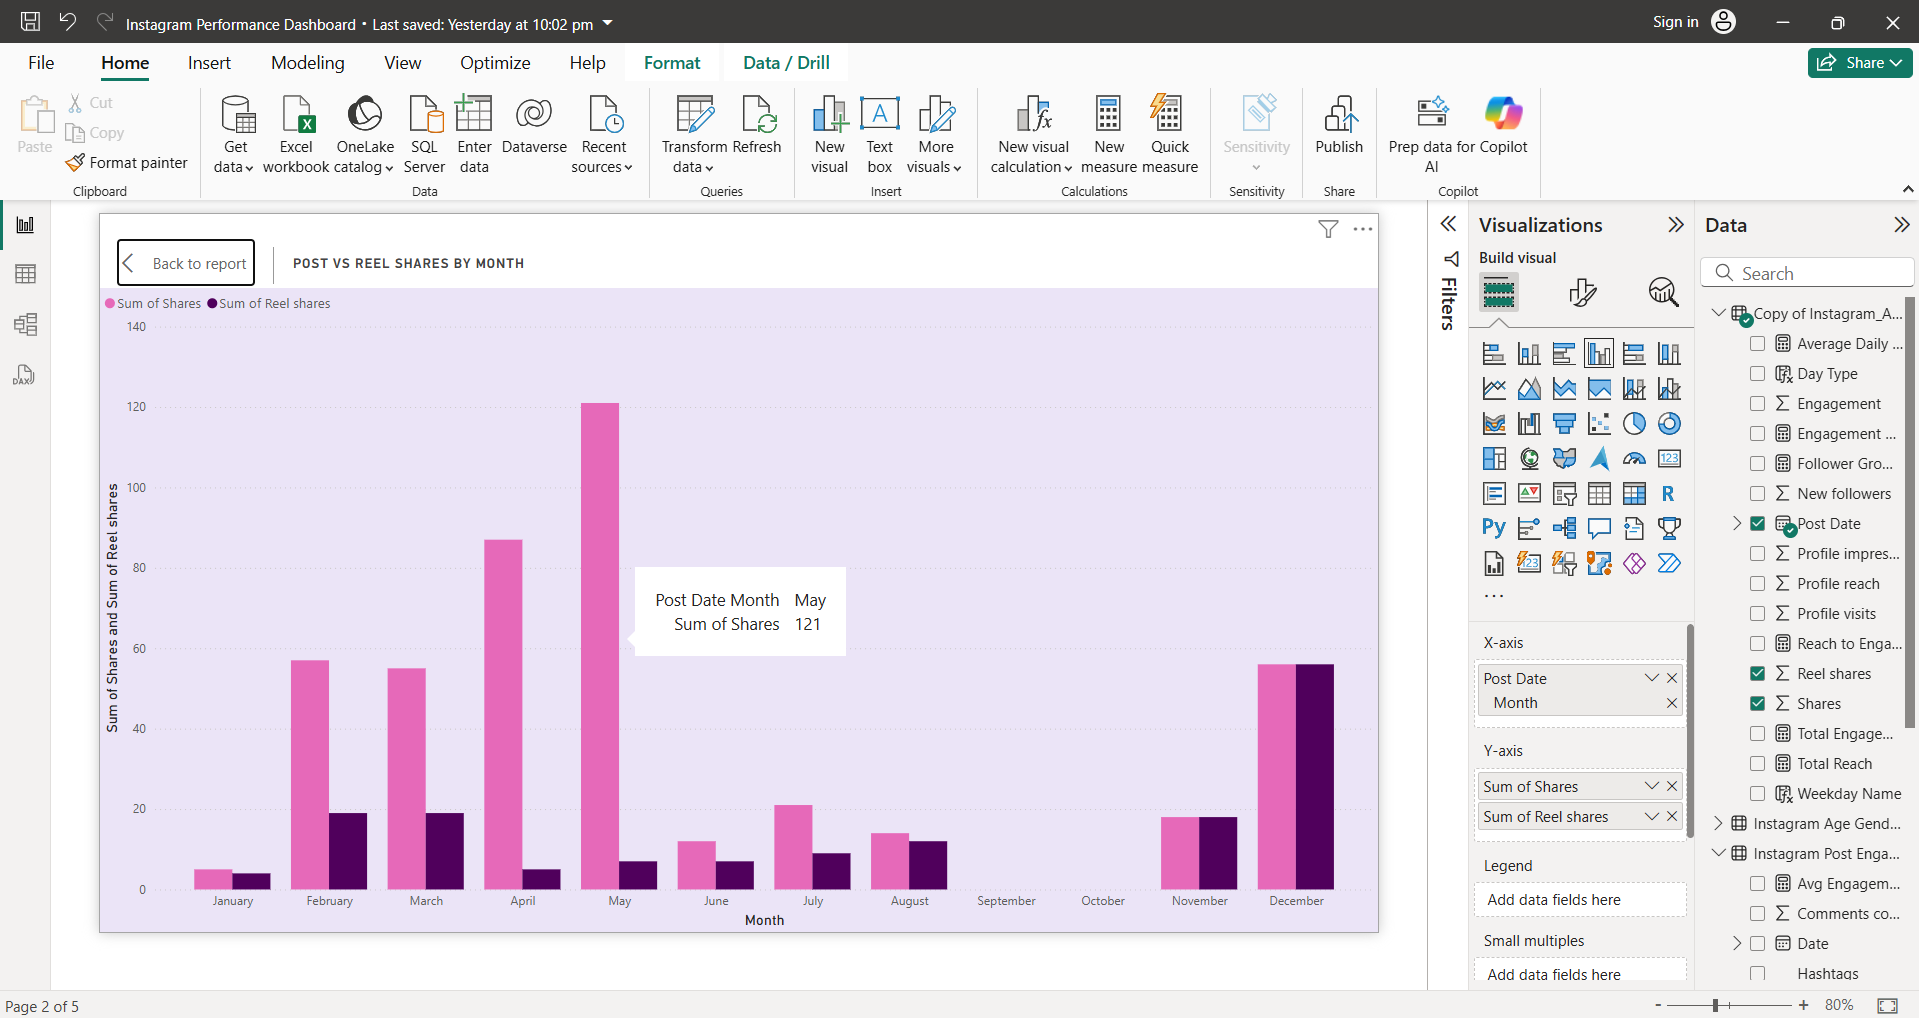 Instagram Performance Dashboard • Last saved: Yesterday at 10:02 pm
Sign in
File
Home
Insert
Modeling
View
Optimize
Help
Format
Data / Drill
Share
Paste
Cut
Copy
Format painter
Clipboard
Get data
Excel workbook
OneLake catalog
SQL Server
Enter data
Dataverse
Recent sources
Data
Transform data
Refresh
Queries
New visual
Text box
More visuals
Insert
New visual calculation
New measure
Quick measure
Calculations
Sensitivity
Sensitivity
Publish
Share
Prep data for AI
Copilot
Copilot
Back to report
POST VS REEL SHARES BY MONTH
Sum of Shares
Sum of Reel shares
Sum of Shares and Sum of Reel shares
140
120
100
80
60
40
20
0
Post Date Month May
Sum of Shares 121
January
February
March
April
May
June
July
August
September
October
November
December
Month
Filters
Visualizations
Build visual
123
R
Py
123
...
X-axis
Post Date
Month
Y-axis
Sum of Shares
Sum of Reel shares
Legend
Add data fields here
Small multiples
Add data fields here
Data
Search
Copy of Instagram_A...
Average Daily ...
Day Type
Engagement
Engagement ...
Follower Gro...
New followers
Post Date
Profile impres...
Profile reach
Profile visits
Reach to Enga...
Reel shares
Shares
Total Engage...
Total Reach
Weekday Name
Instagram Age Gend...
Instagram Post Enga...
Avg Engagem...
Comments co...
Date
Hashtags
Page 2 of 5
- + 80%
DAX